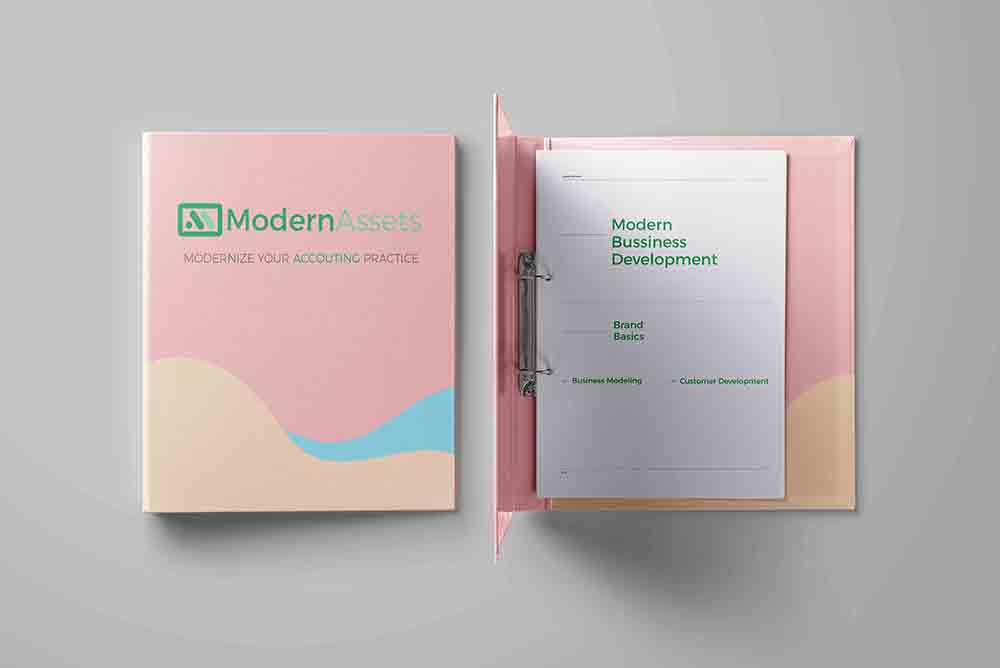 ModernAssets
MODERNIZE YOUR ACCOUTING PRACTICE
Modern
Bussiness
Development
Brand
Basics
Business Modeling
Customer Development